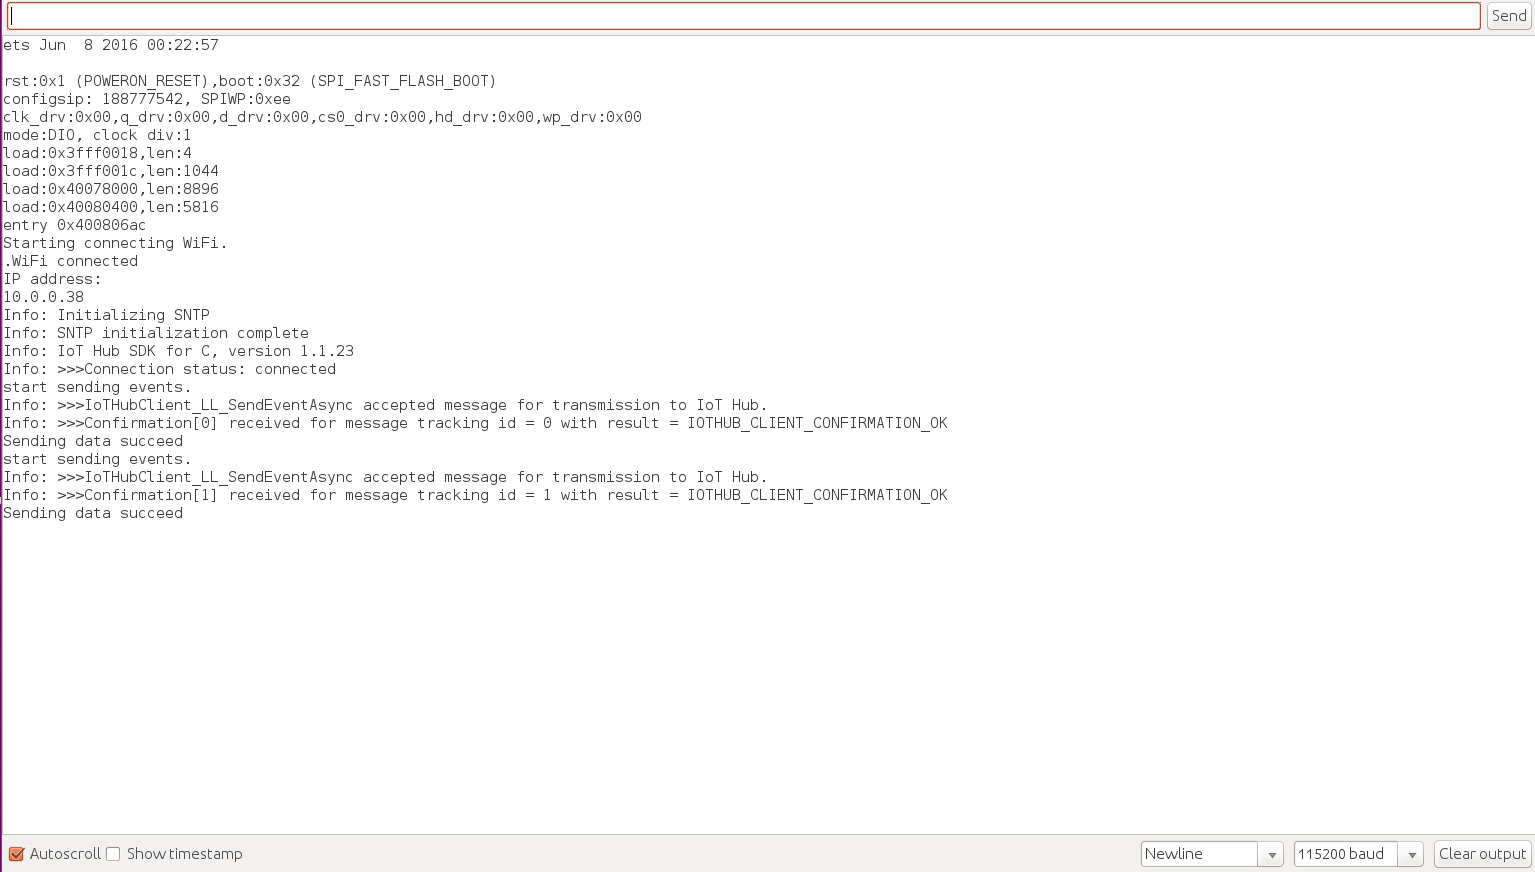 Send
ets Jun  8 2016 00:22:57
rst:0x1 (POWERON_RESET),boot:0x32 (SPI_FAST_FLASH_BOOT)
configsip: 188777542, SPIWP:0xee
clk_drv:0x00,q_drv:0x00,d_drv:0x00,cs0_drv:0x00,hd_drv:0x00,wp_drv:0x00
mode:DIO, clock div:1
load:0x3fff0018,len:4
load:0x3fff001c,len:1044
load:0x40078000,len:8896
load:0x40080400,len:5816
entry 0x400806ac
Starting connecting WiFi.
.WiFi connected
IP address:
10.0.0.38
Info: Initializing SNTP
Info: SNTP initialization complete
Info: IoT Hub SDK for C, version 1.1.23
Info: >>>Connection status: connected
start sending events.
Info: >>>IoTHubClient_LL_SendEventAsync accepted message for transmission to IoT Hub.
Info: >>>Confirmation[0] received for message tracking id = 0 with result = IOTHUB_CLIENT_CONFIRMATION_OK
Sending data succeed
start sending events.
Info: >>>IoTHubClient_LL_SendEventAsync accepted message for transmission to IoT Hub.
Info: >>>Confirmation[1] received for message tracking id = 1 with result = IOTHUB_CLIENT_CONFIRMATION_OK
Sending data succeed
Autoscroll Show timestamp Newline 115200 baud Clear output